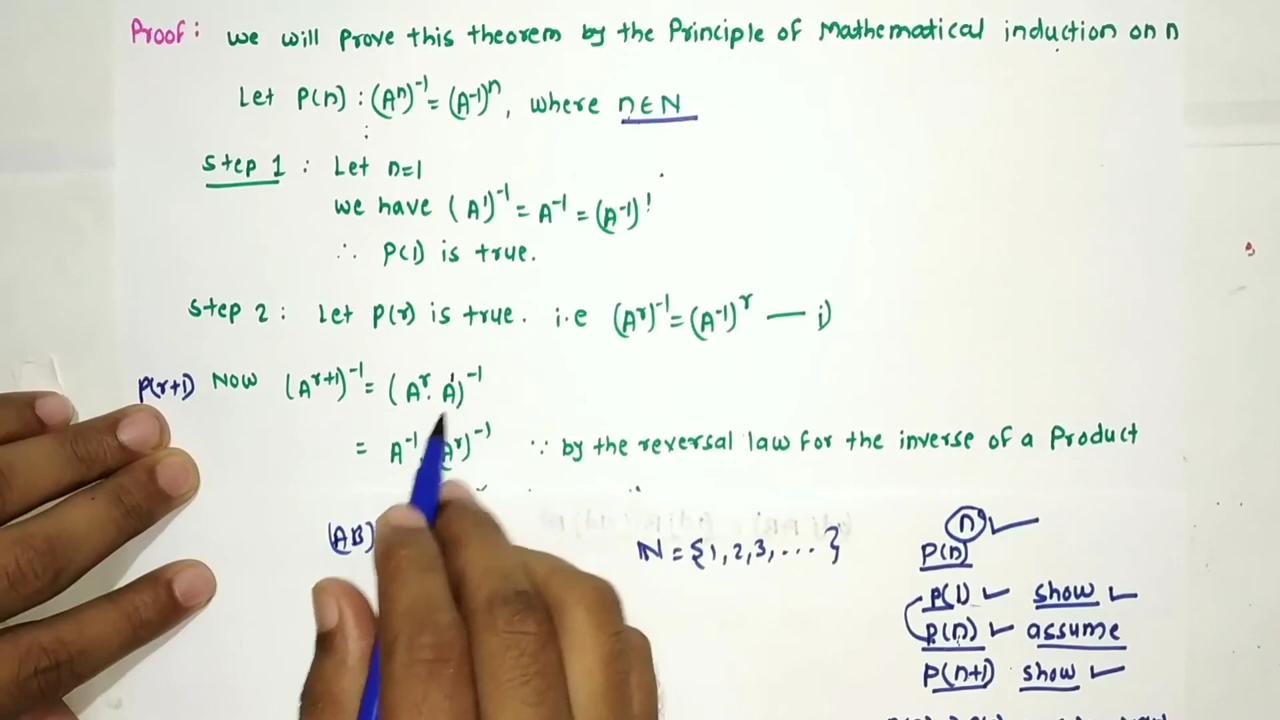 Proof: we will prove this theorem by the Principle of Mathematical induction on n
Let P(n) : (Aⁿ)⁻¹ = (A⁻¹)ⁿ, where n ∈ N
Step 1 : Let n=1
we have (A¹)⁻¹ = A⁻¹ = (A⁻¹)¹
∴ P(1) is true.
Step 2 : Let P(r) is true. i.e (Aʳ)⁻¹ = (A⁻¹)ʳ — i)
P(r+1) Now (Aʳ⁺¹)⁻¹ = (Aʳ. A¹)⁻¹
= A⁻¹. (Aʳ)⁻¹ ∵ by the reversal law for the inverse of a Product
(AB)
N = {1,2,3,...}
n ✓
P(n)
P(1) ✓ show ✓
P(n) ✓ assume
P(n+1) show ✓